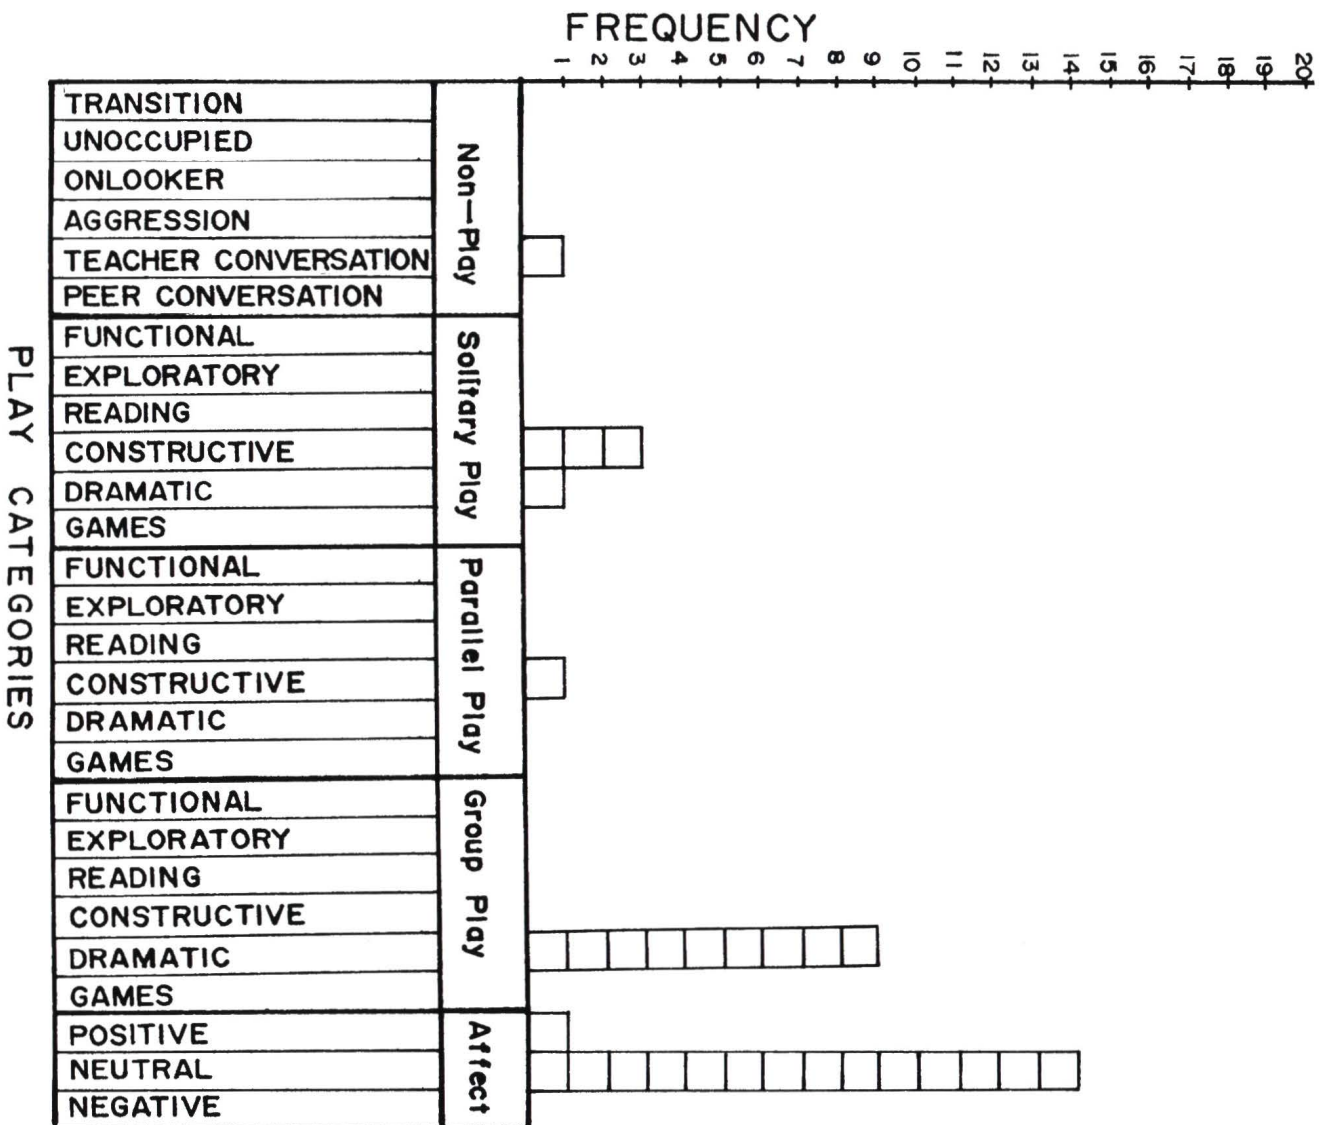 FREQUENCY
1 2 3 4 5 6 7 8 9 10 11 12 13 14 15 16 17 18 19 20
PLAY CATEGORIES
Non-Play
TRANSITION
UNOCCUPIED
ONLOOKER
AGGRESSION
TEACHER CONVERSATION
PEER CONVERSATION
Solitary Play
FUNCTIONAL
EXPLORATORY
READING
CONSTRUCTIVE
DRAMATIC
GAMES
Parallel Play
FUNCTIONAL
EXPLORATORY
READING
CONSTRUCTIVE
DRAMATIC
GAMES
Group Play
FUNCTIONAL
EXPLORATORY
READING
CONSTRUCTIVE
DRAMATIC
GAMES
Affect
POSITIVE
NEUTRAL
NEGATIVE